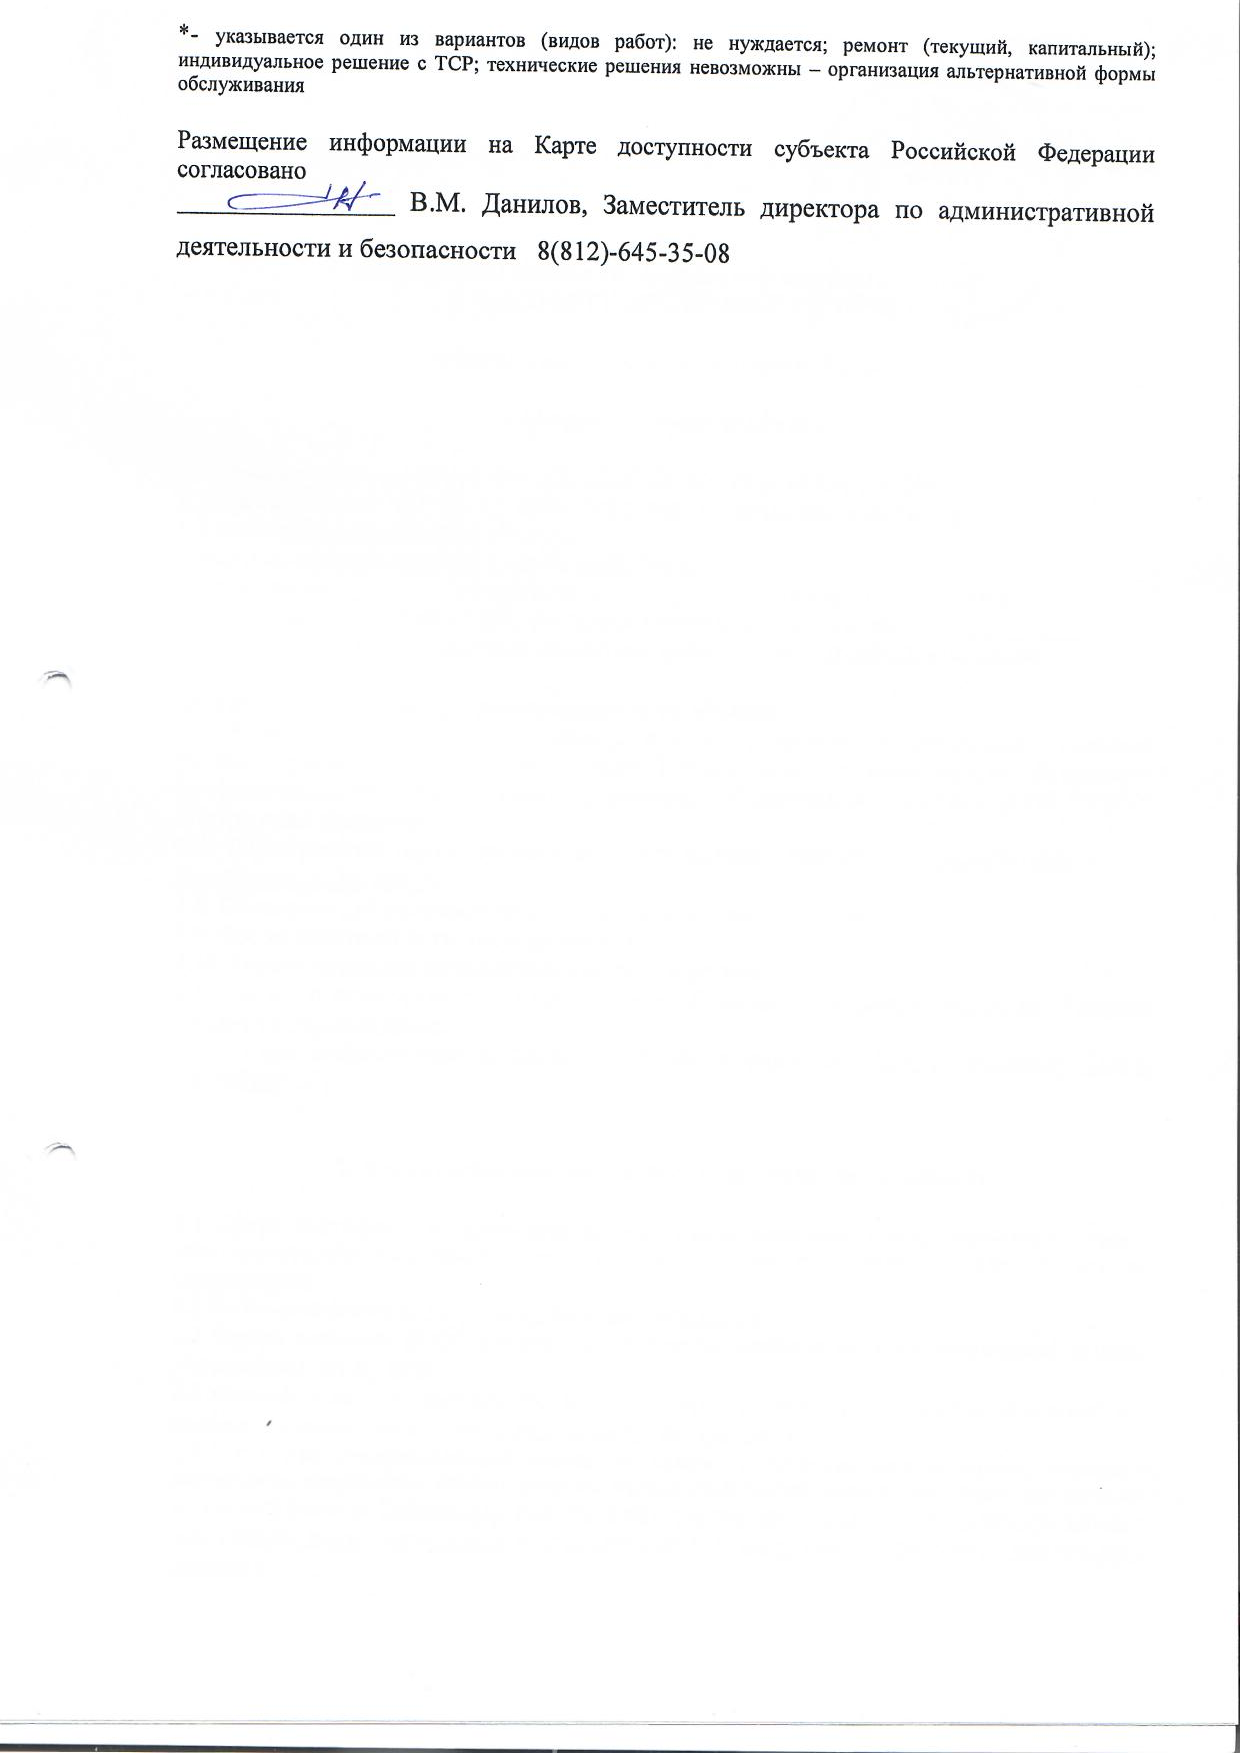 *- указывается один из вариантов (видов работ): не нуждается; ремонт (текущий, капитальный);
индивидуальное решение с ТСР; технические решения невозможны – организация альтернативной формы
обслуживания
Размещение информации на Карте доступности субъекта Российской Федерации
согласовано
________________ В.М. Данилов, Заместитель директора по административной
деятельности и безопасности 8(812)-645-35-08